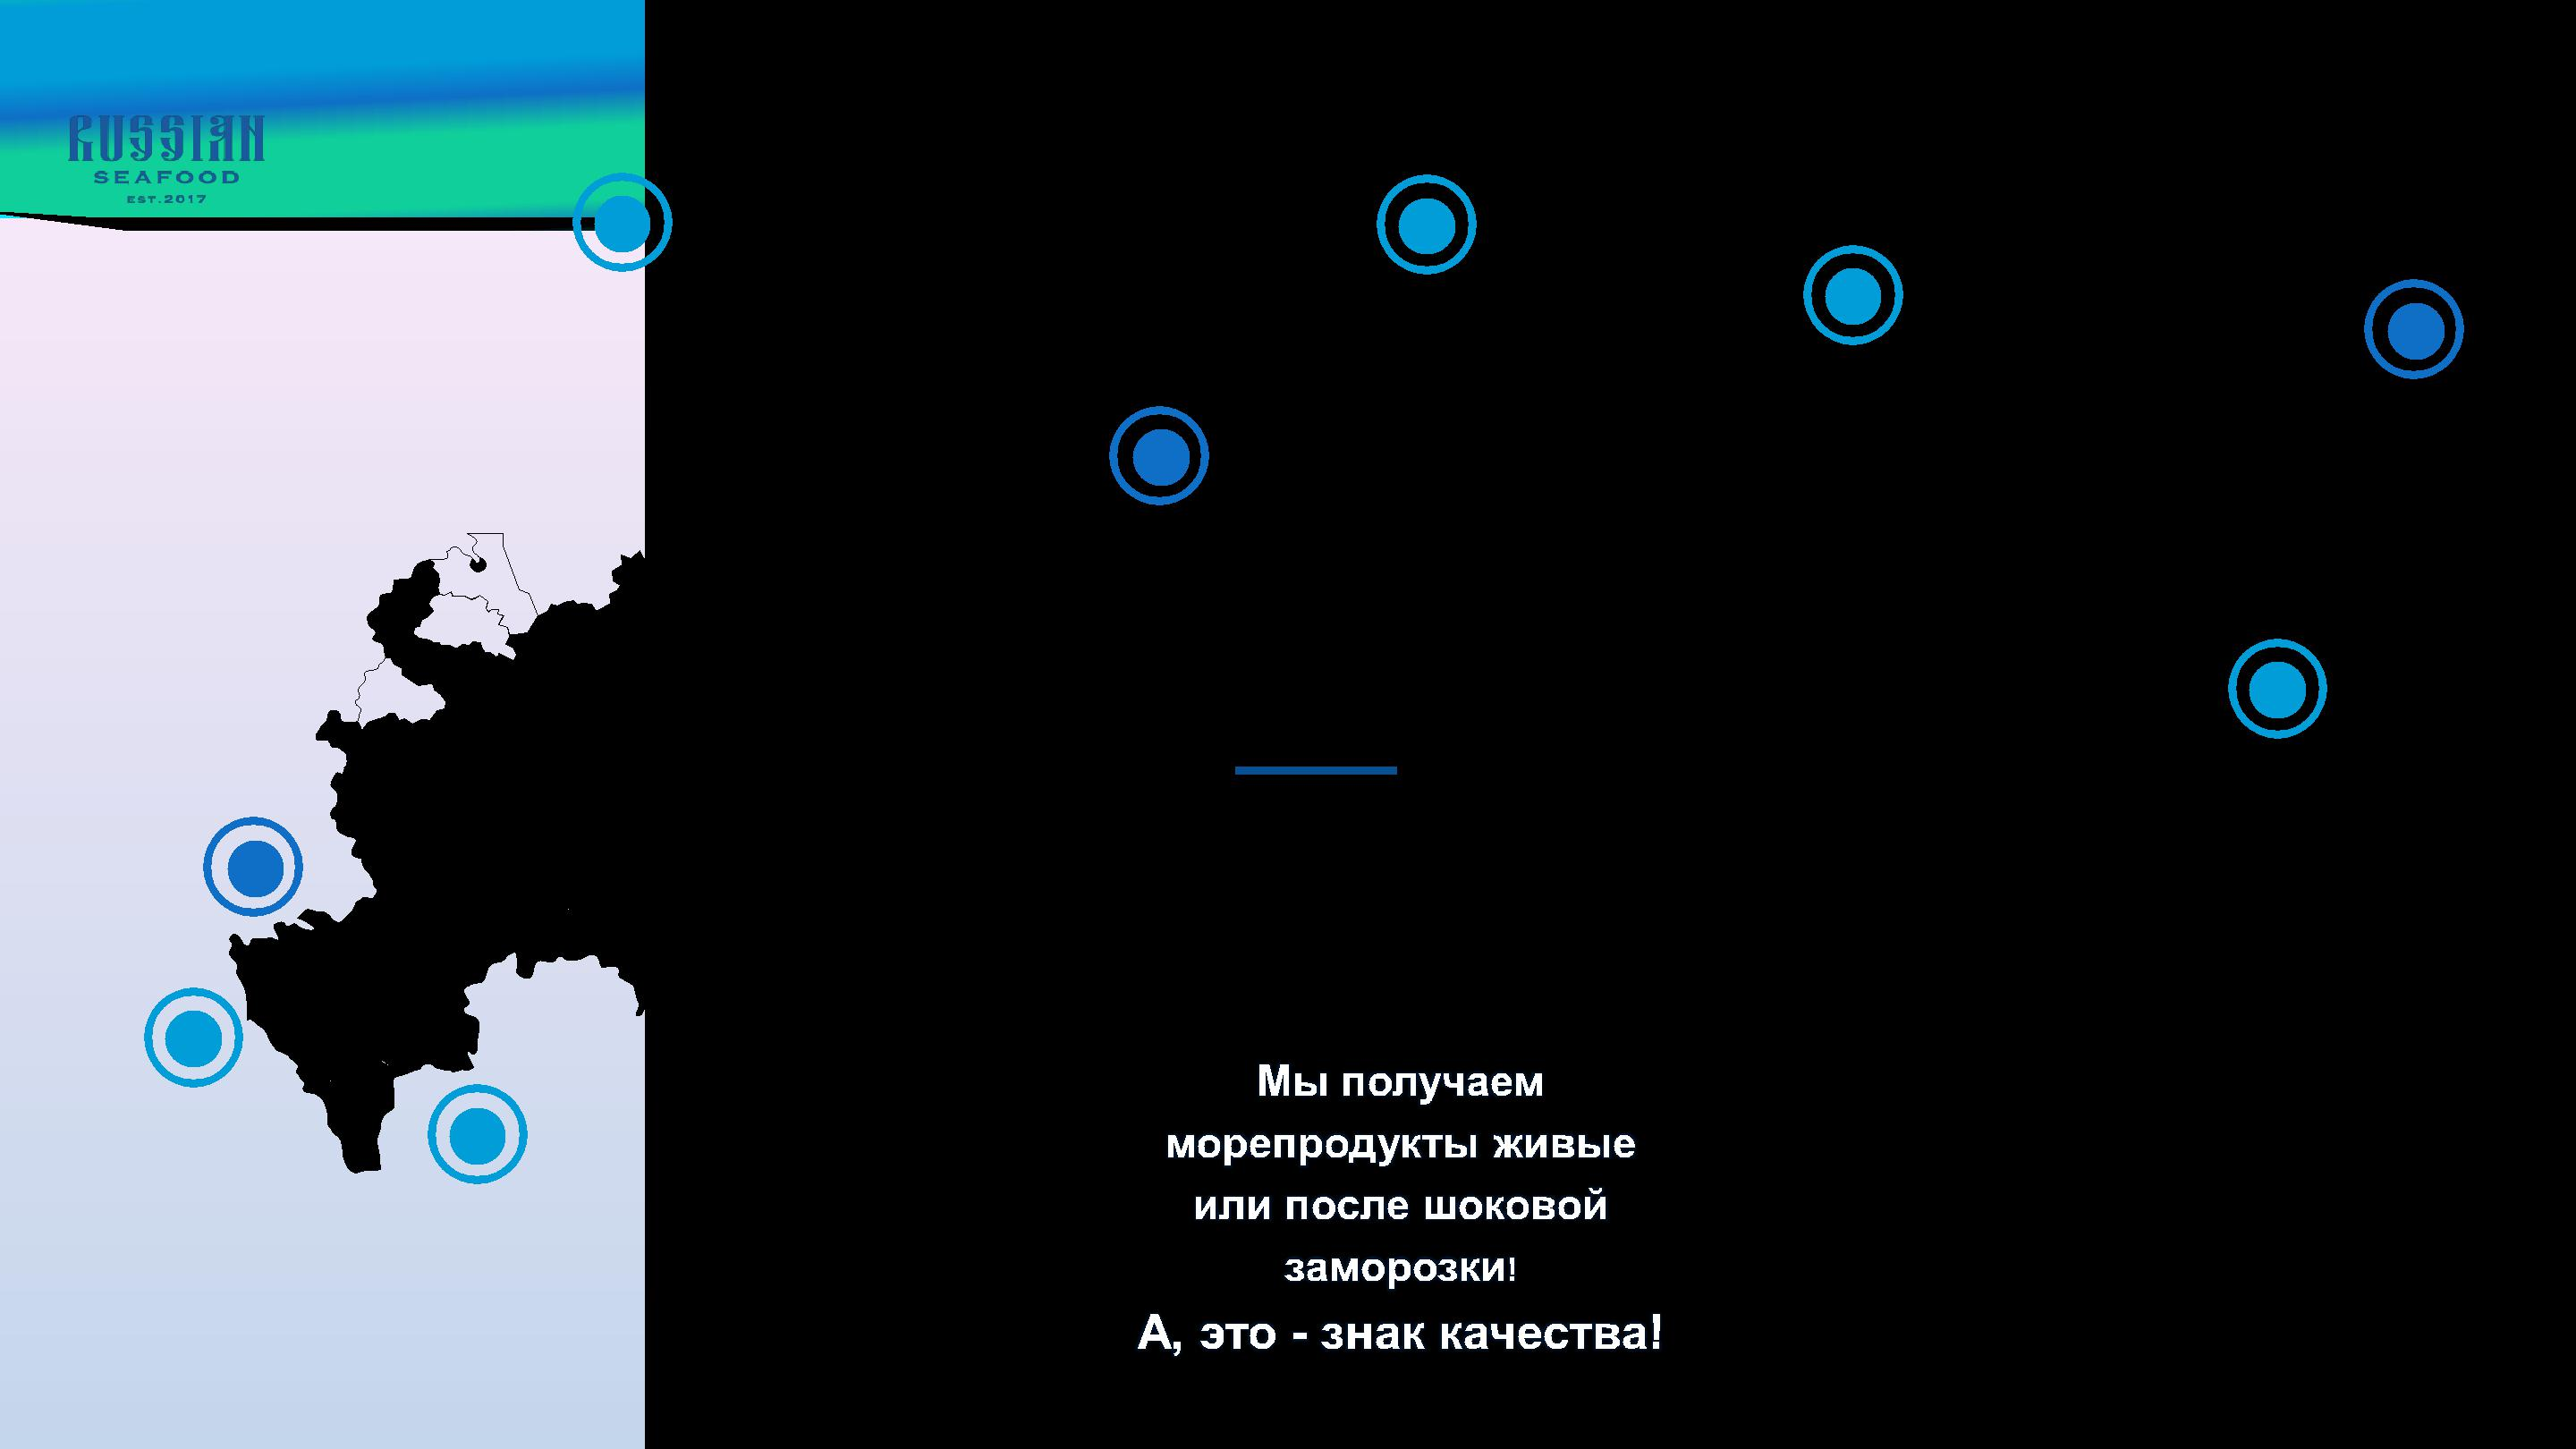 RUSSIAN
SEAFOOD
EST.2017
Мы получаем
морепродукты живые
или после шоковой
заморозки!
А, это - знак качества!